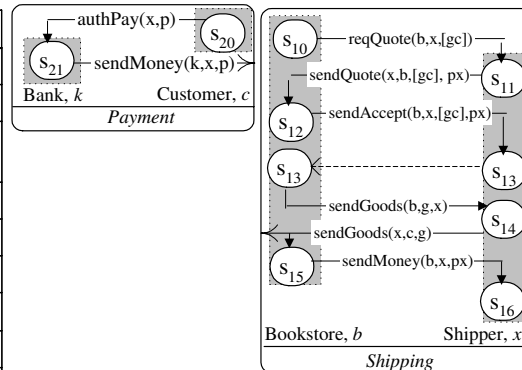 authPay(x,p)
s20
s21
sendMoney(k,x,p)
Bank, k
Customer, c
Payment
s10
reqQuote(b,x,[gc])
s11
sendQuote(x,b,[gc], px)
s12
sendAccept(b,x,[gc],px)
s13
s13
sendGoods(b,g,x)
s14
sendGoods(x,c,g)
s15
sendMoney(b,x,px)
s16
Bookstore, b
Shipper, x
Shipping